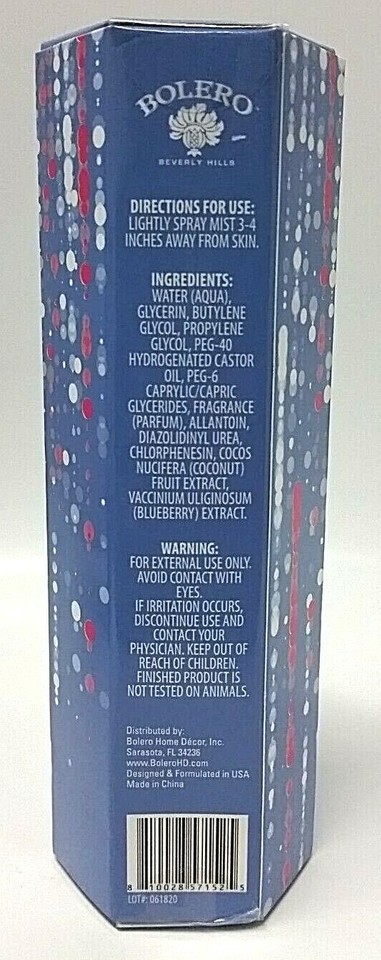 BOLERO
BEVERLY HILLS
DIRECTIONS FOR USE:
LIGHTLY SPRAY MIST 3-4
INCHES AWAY FROM SKIN.
INGREDIENTS:
WATER (AQUA),
GLYCERIN, BUTYLENE
GLYCOL, PROPYLENE
GLYCOL, PEG-40
HYDROGENATED CASTOR
OIL, PEG-6
CAPRYLIC/CAPRIC
GLYCERIDES, FRAGRANCE
(PARFUM), ALLANTOIN,
DIAZOLIDINYL UREA,
CHLORPHENESIN, COCOS
NUCIFERA (COCONUT)
FRUIT EXTRACT,
VACCINIUM ULIGINOSUM
(BLUEBERRY) EXTRACT.
WARNING:
FOR EXTERNAL USE ONLY.
AVOID CONTACT WITH
EYES.
IF IRRITATION OCCURS,
DISCONTINUE USE AND
CONTACT YOUR
PHYSICIAN. KEEP OUT OF
REACH OF CHILDREN.
FINISHED PRODUCT IS
NOT TESTED ON ANIMALS.
Distributed by:
Bolero Home Décor, Inc.
Sarasota, FL 34236
www.BoleroHD.com
Designed & Formulated in USA
Made in China
8 10028 57152 5
LOT#: 061820